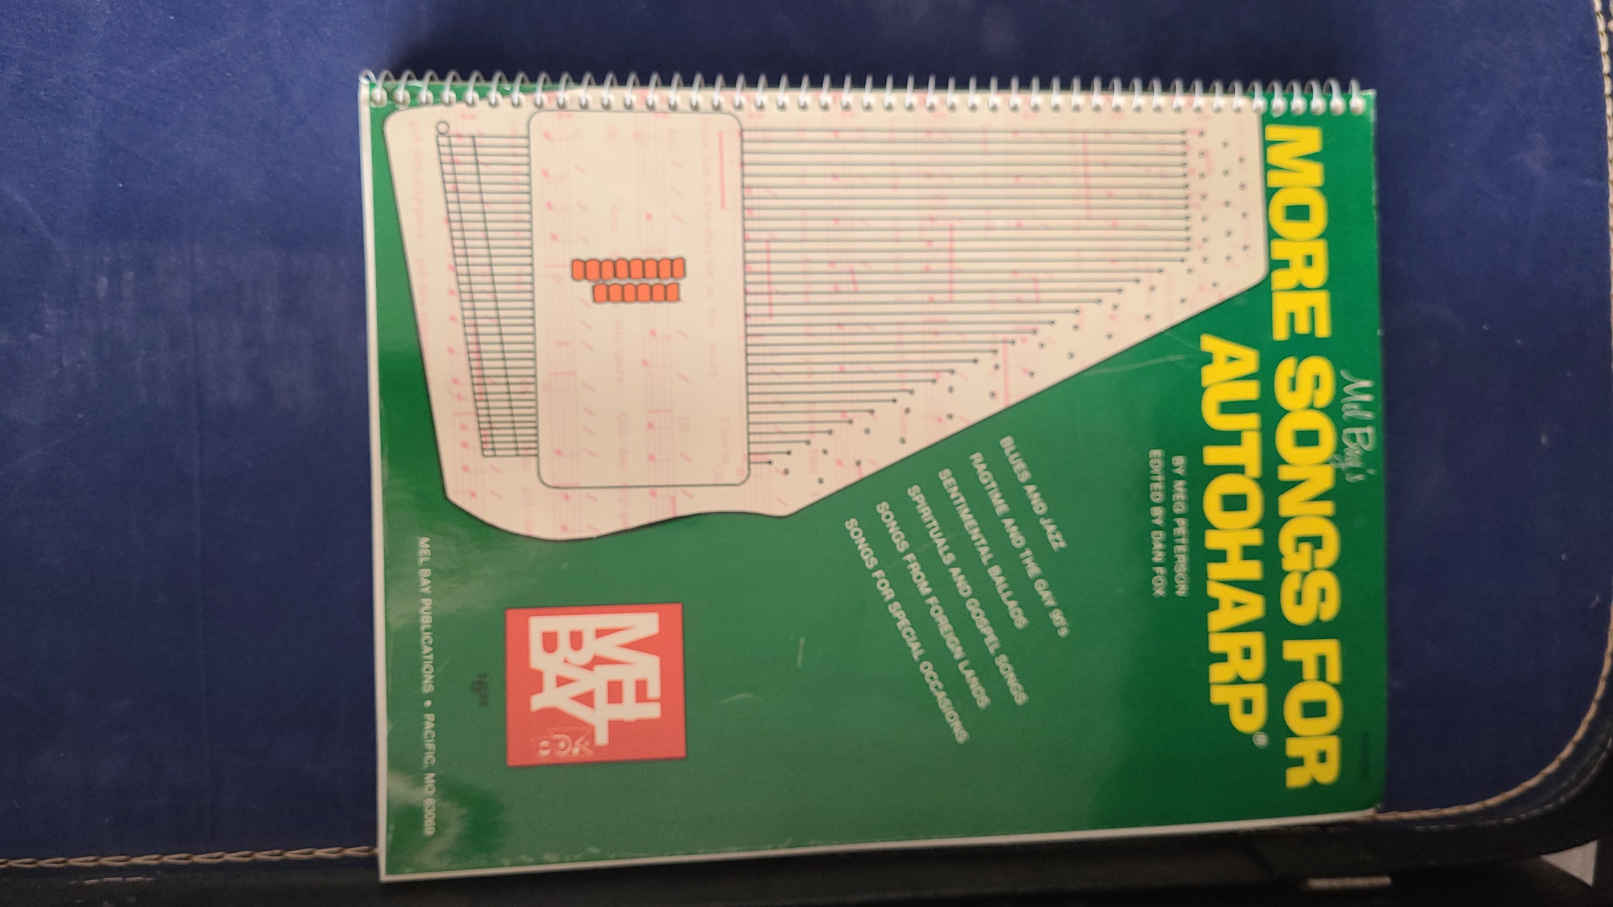 Mel Bay's
MORE SONGS FOR
AUTOHARP®
BY MEG PETERSON
EDITED BY DAN FOX
BLUES AND JAZZ
RAGTIME AND THE GAY 90's
SENTIMENTAL BALLADS
SPIRITUALS AND GOSPEL SONGS
SONGS FROM FOREIGN LANDS
SONGS FOR SPECIAL OCCASIONS
MEL
BAY
MEL BAY PUBLICATIONS • PACIFIC, MO 63069